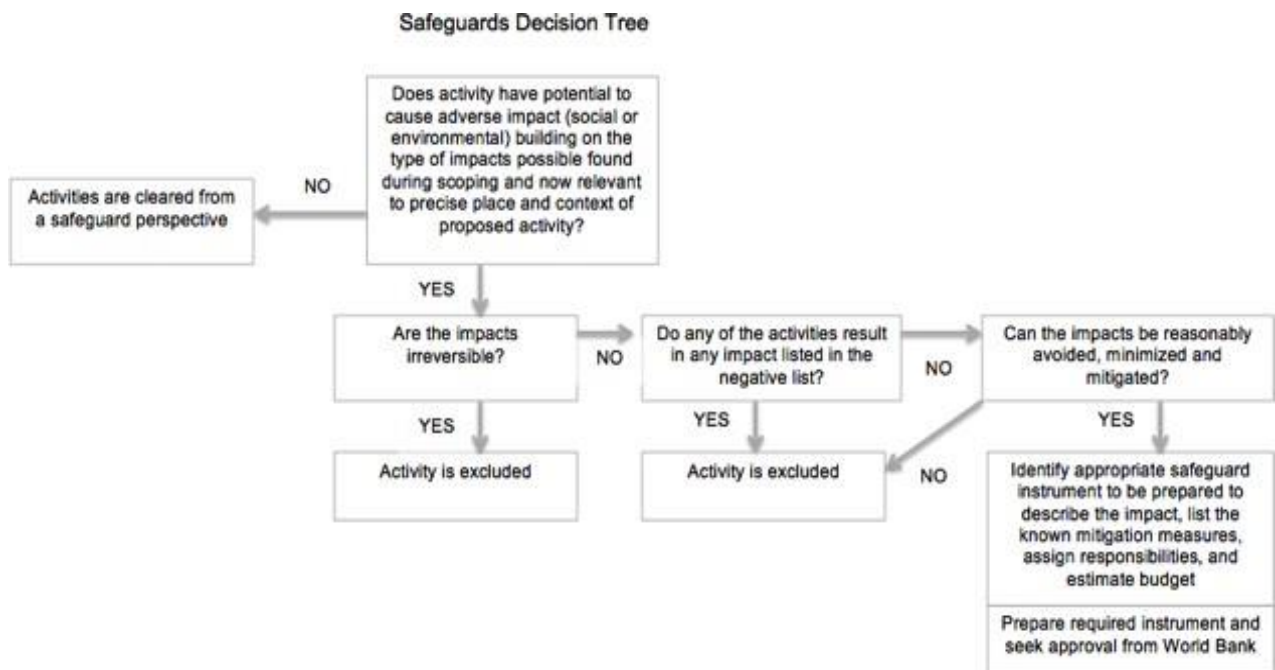 Safeguards Decision Tree
Does activity have potential to
cause adverse impact (social or
environmental) building on the
type of impacts possible found
during scoping and now relevant
to precise place and context of
proposed activity?
NO
Activities are cleared from
a safeguard perspective
YES
Are the impacts
irreversible?
NO
Do any of the activities result
in any impact listed in the
negative list?
NO
Can the impacts be reasonably
avoided, minimized and
mitigated?
YES
YES
YES
Activity is excluded
Activity is excluded
NO
Identify appropriate safeguard
instrument to be prepared to
describe the impact, list the
known mitigation measures,
assign responsibilities, and
estimate budget
Prepare required instrument and
seek approval from World Bank